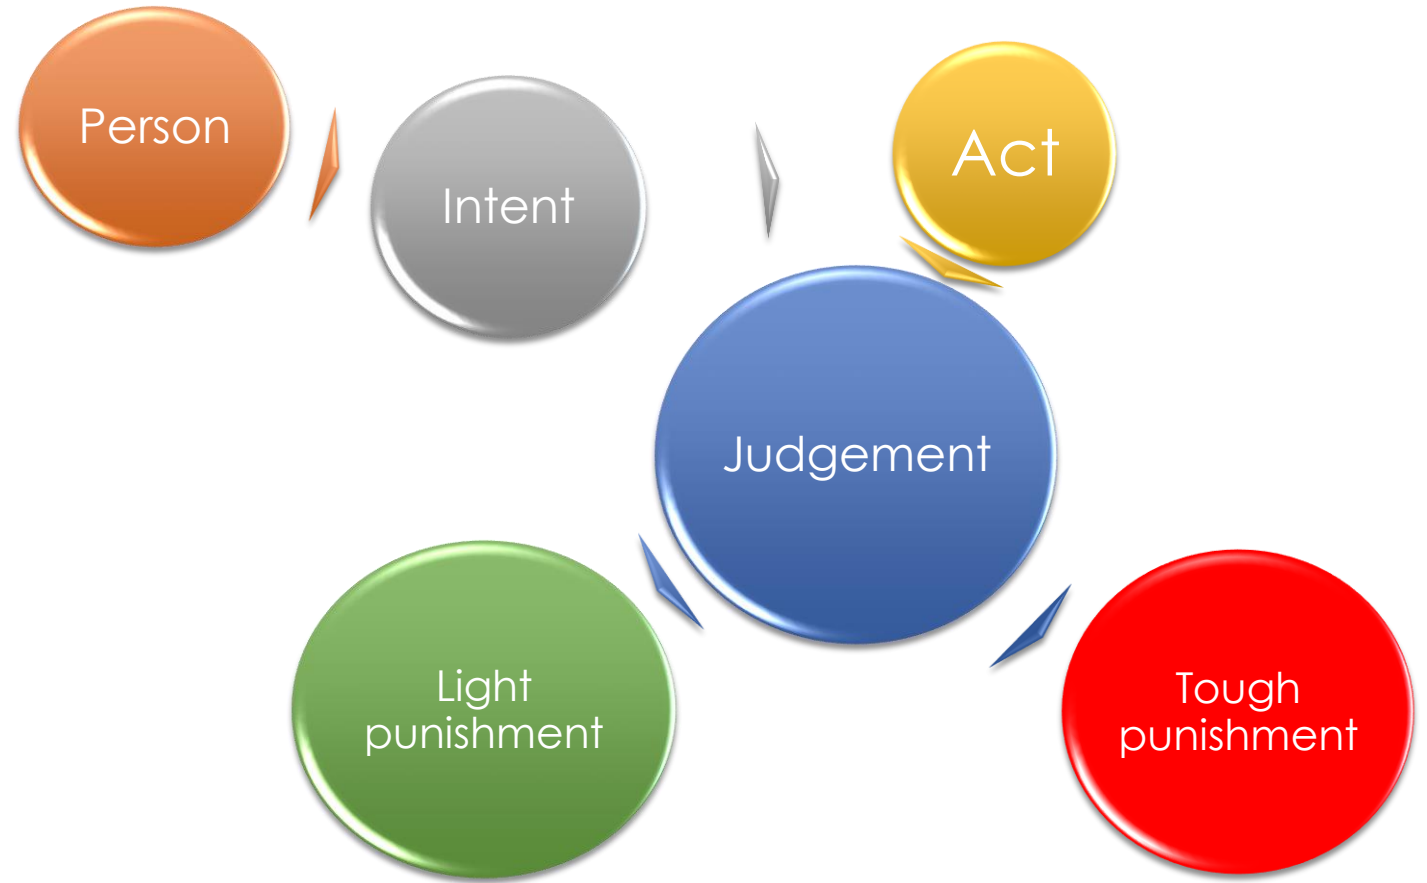 Person
Intent
Act
Judgement
Light
punishment
Tough
punishment